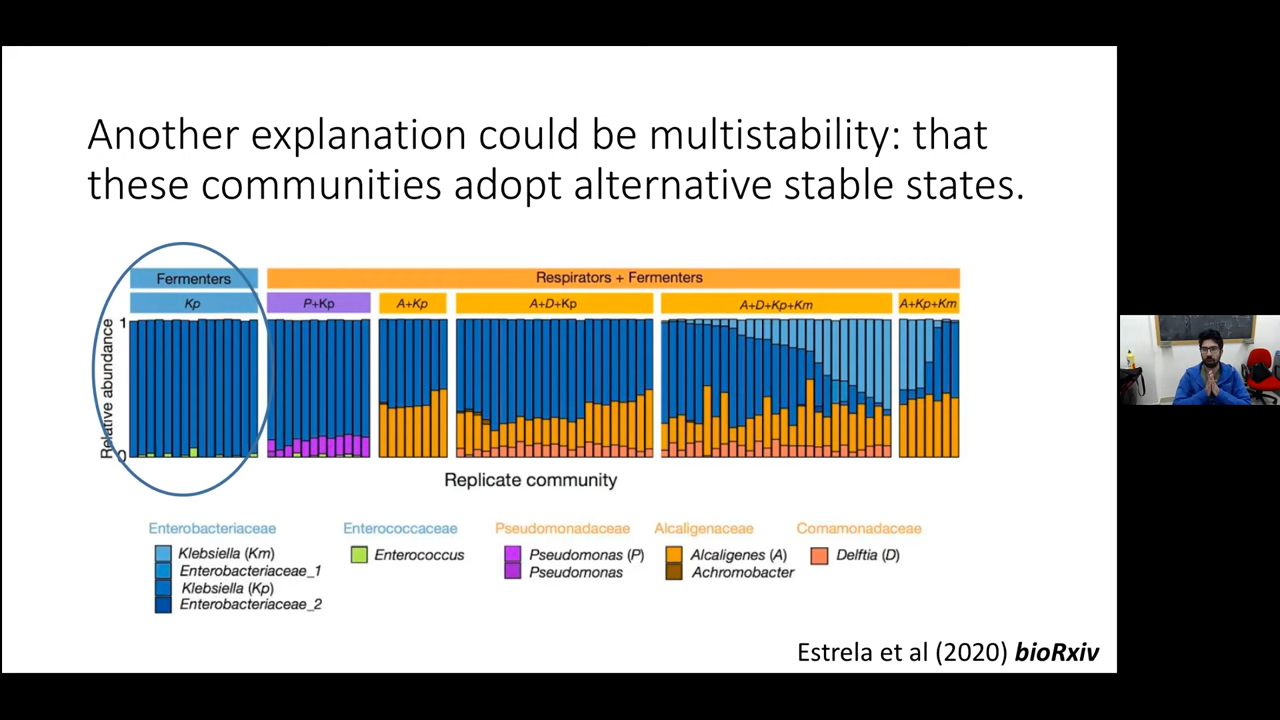 Another explanation could be multistability: that
these communities adopt alternative stable states.
Fermenters
Respirators + Fermenters
Kp
P+Kp
A+Kp
A+D+Kp
A+D+Kp+Km
A+Kp+Km
Relative abundance
1
0
Replicate community
Enterobacteriaceae
Klebsiella (Km)
Enterobacteriaceae_1
Klebsiella (Kp)
Enterobacteriaceae_2
Enterococcaceae
Enterococcus
Pseudomonadaceae
Pseudomonas (P)
Pseudomonas
Alcaligenaceae
Alcaligenes (A)
Achromobacter
Comamonadaceae
Delftia (D)
Estrela et al (2020) bioRxiv